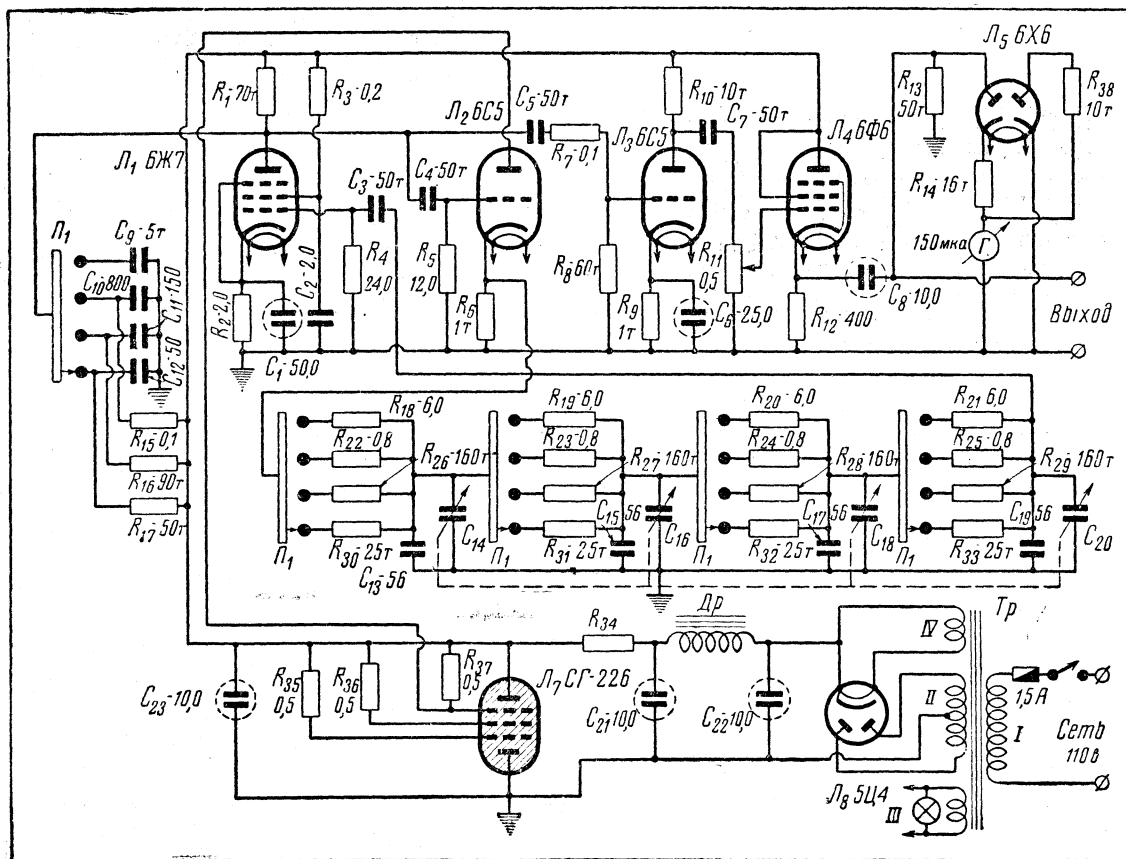 Л5 6Х6
R1-70т
R3-0,2
Л2 6С5
C5-50т
R7-0,1
R10-10т
C7-50т
Л3 6С5
Л4 6Ф6
R13
50т
R38
10т
Л1 6Ж7
C3-50т
C4-50т
R14-16т
П1
C9-5т
C10 800
C11-150
C12-50
R2-2,0
C2-2,0
R4
24,0
R5
12,0
R6
1т
R8-60т
R9
1т
R11
0,5
150мка
Г
C8-10,0
Выход
C1-50,0
C6-25,0
R12-400
R15-0,1
R16-90т
R17-50т
R18-6,0
R19-6,0
R20-6,0
R21 6,0
R22-0,8
R23-0,8
R24-0,8
R25-0,8
R26-160т
R27-160т
R28-160т
R29-160т
R30-25т
R31-25т
R32-25т
R33-25т
C13-56
C14
C15 56
C16
C17 56
C18
C19 56
C20
П1
П1
П1
П1
R34
Др
Тр
IV
II
I
III
1,5А
Сеть
110в
C23-10,0
R35
0,5
R36
0,5
R37
0,5
Л7 СГ-226
C21-10,0
C22-10,0
Л8 5Ц4